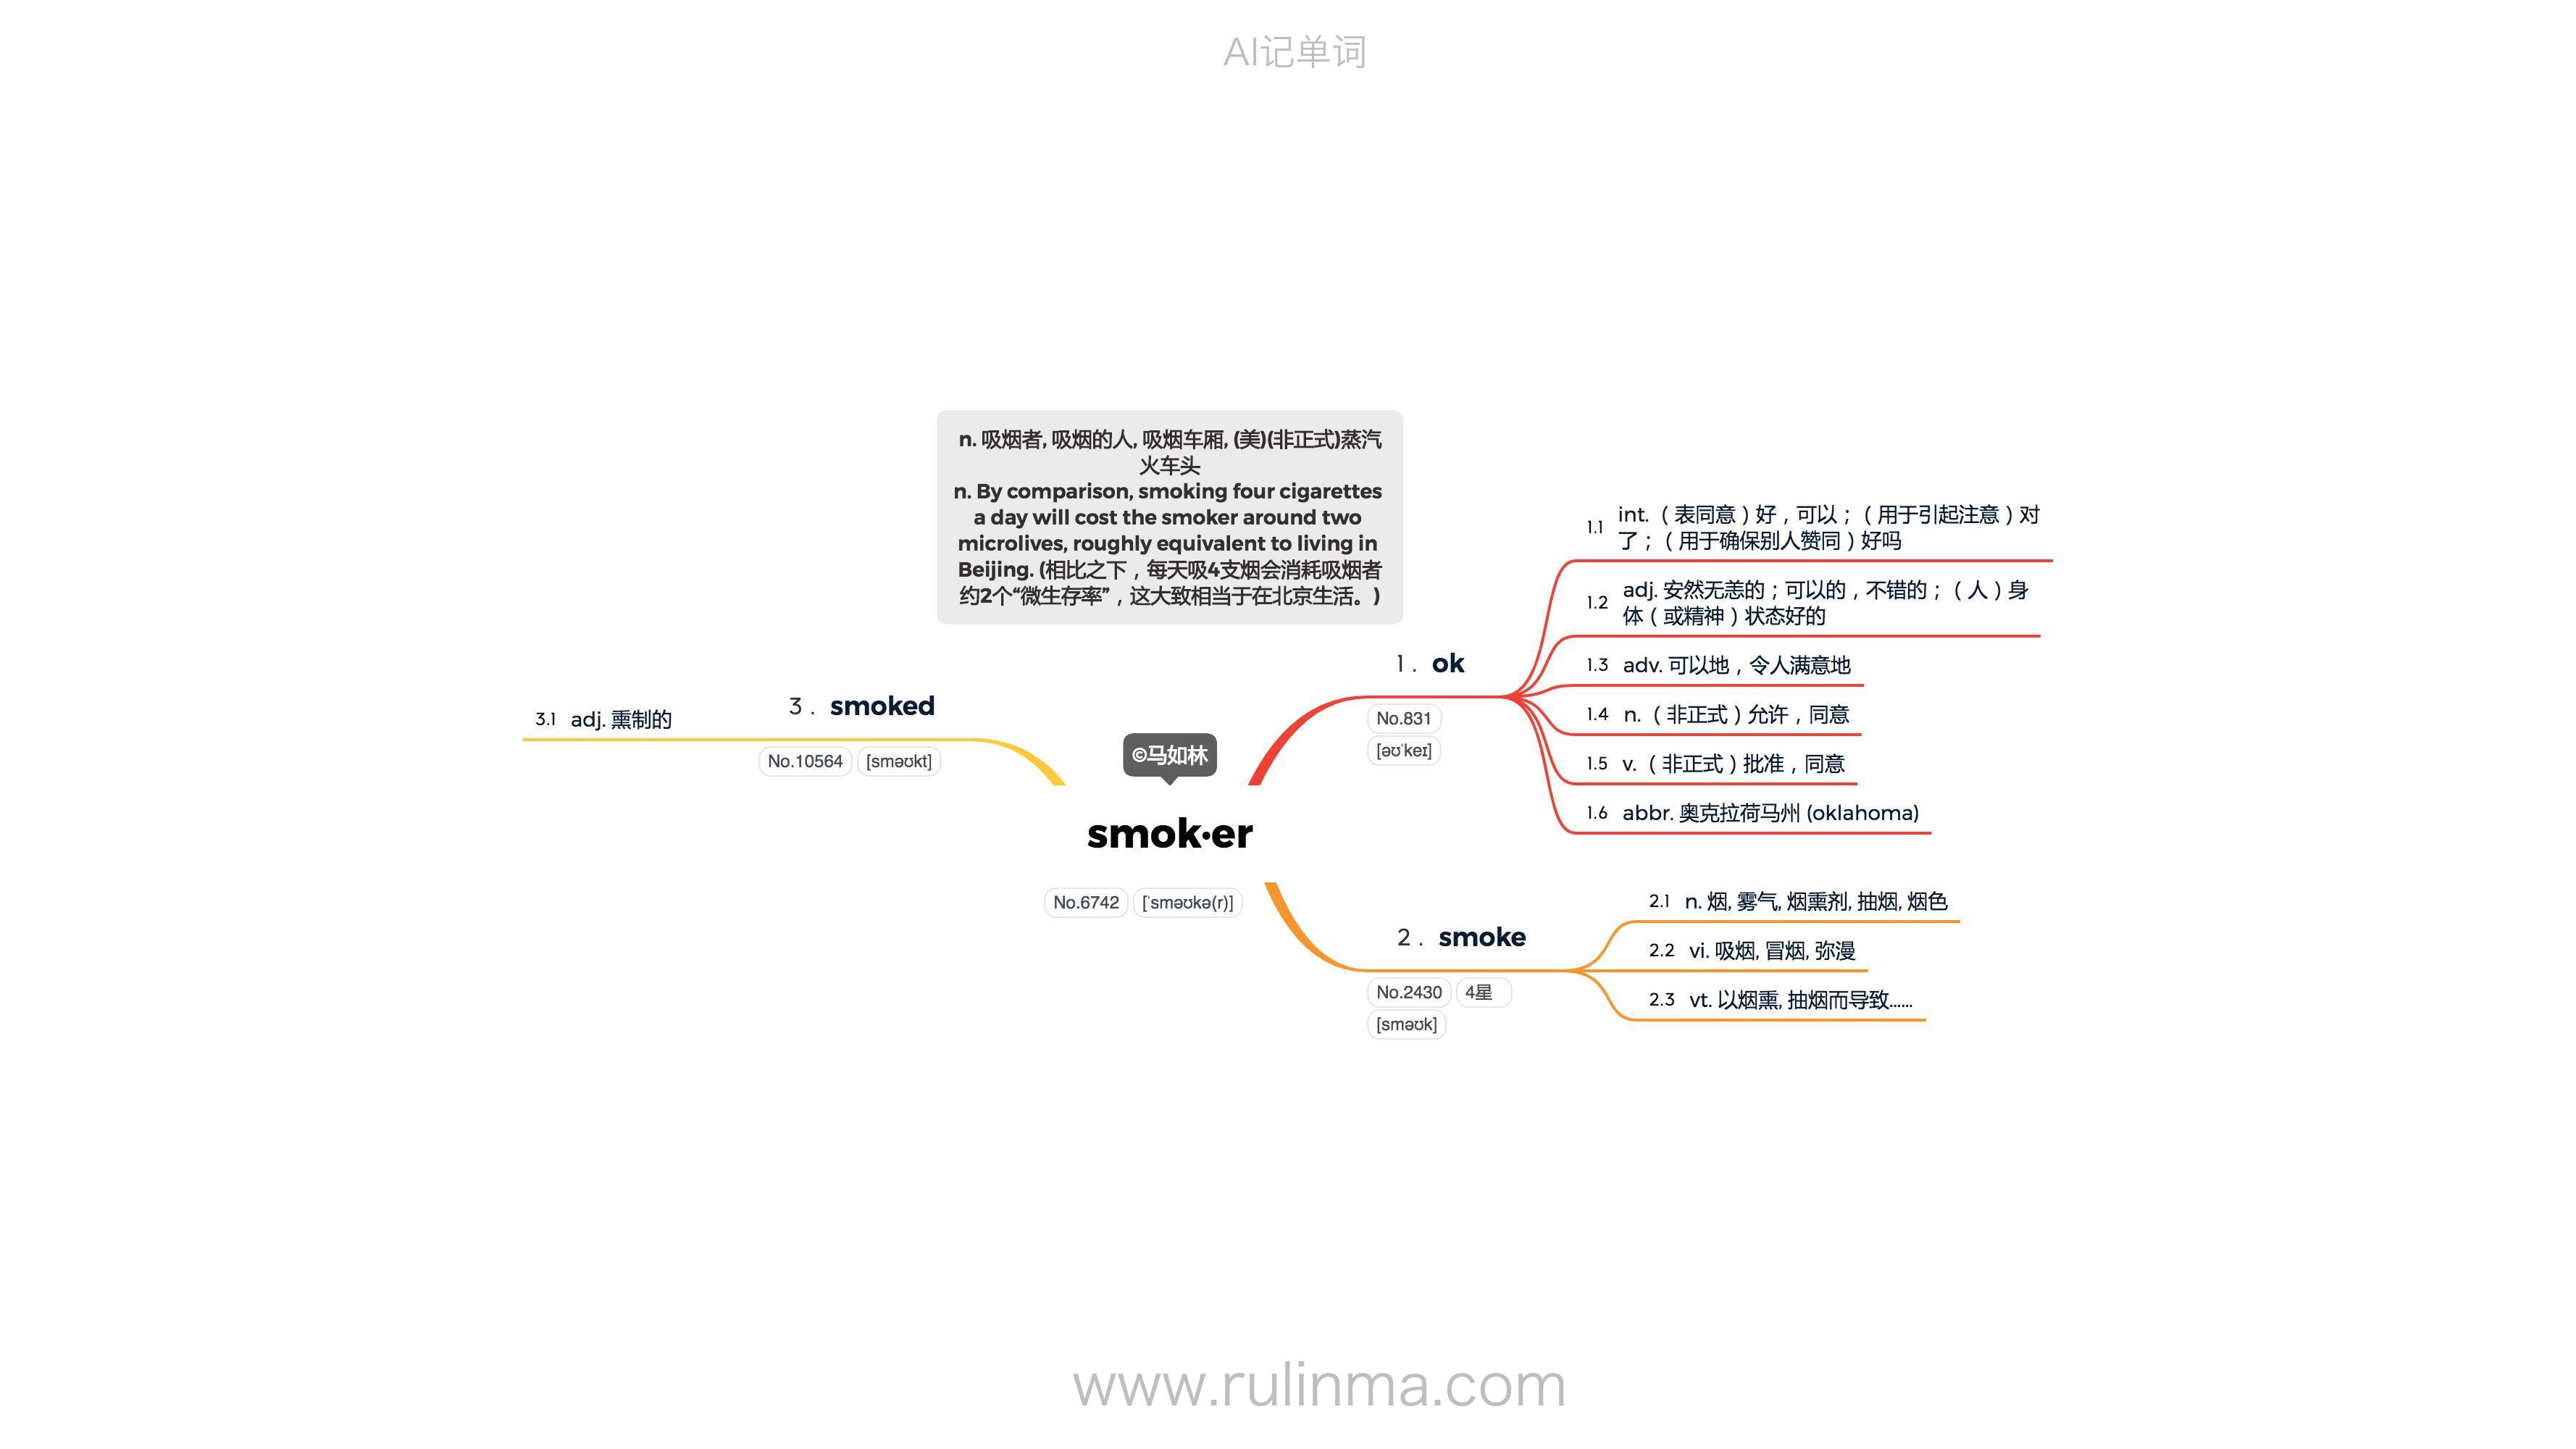 AI记单词
n. 吸烟者, 吸烟的人, 吸烟车厢, (美)(非正式)蒸汽
火车头
n. By comparison, smoking four cigarettes
a day will cost the smoker around two
microlives, roughly equivalent to living in
Beijing. (相比之下，每天吸4支烟会消耗吸烟者
约2个“微生存率”，这大致相当于在北京生活。)
©马如林
smok·er
No.6742 [ˈsməʊkə(r)]
1. ok
No.831
[əʊˈkeɪ]
1.1 int.（表同意）好，可以；（用于引起注意）对
了；（用于确保别人赞同）好吗
1.2 adj. 安然无恙的；可以的，不错的；（人）身
体（或精神）状态好的
1.3 adv. 可以地，令人满意地
1.4 n.（非正式）允许，同意
1.5 v.（非正式）批准，同意
1.6 abbr. 奥克拉荷马州 (oklahoma)
2. smoke
No.2430 4星
[sməʊk]
2.1 n. 烟, 雾气, 烟熏剂, 抽烟, 烟色
2.2 vi. 吸烟, 冒烟, 弥漫
2.3 vt. 以烟熏, 抽烟而导致……
3. smoked
No.10564 [sməʊkt]
3.1 adj. 熏制的
www.rulinma.com